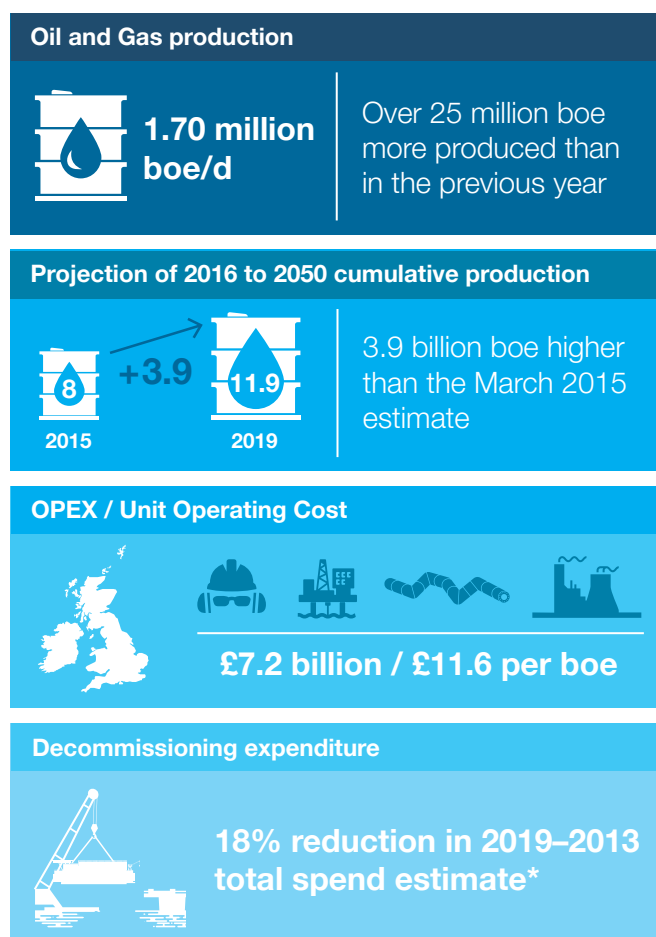 Oil and Gas production
1.70 million
boe/d
Over 25 million boe
more produced than
in the previous year
Projection of 2016 to 2050 cumulative production
8
+3.9
11.9
2015
2019
3.9 billion boe higher
than the March 2015
estimate
OPEX / Unit Operating Cost
£7.2 billion / £11.6 per boe
Decommissioning expenditure
18% reduction in 2019–2013
total spend estimate*